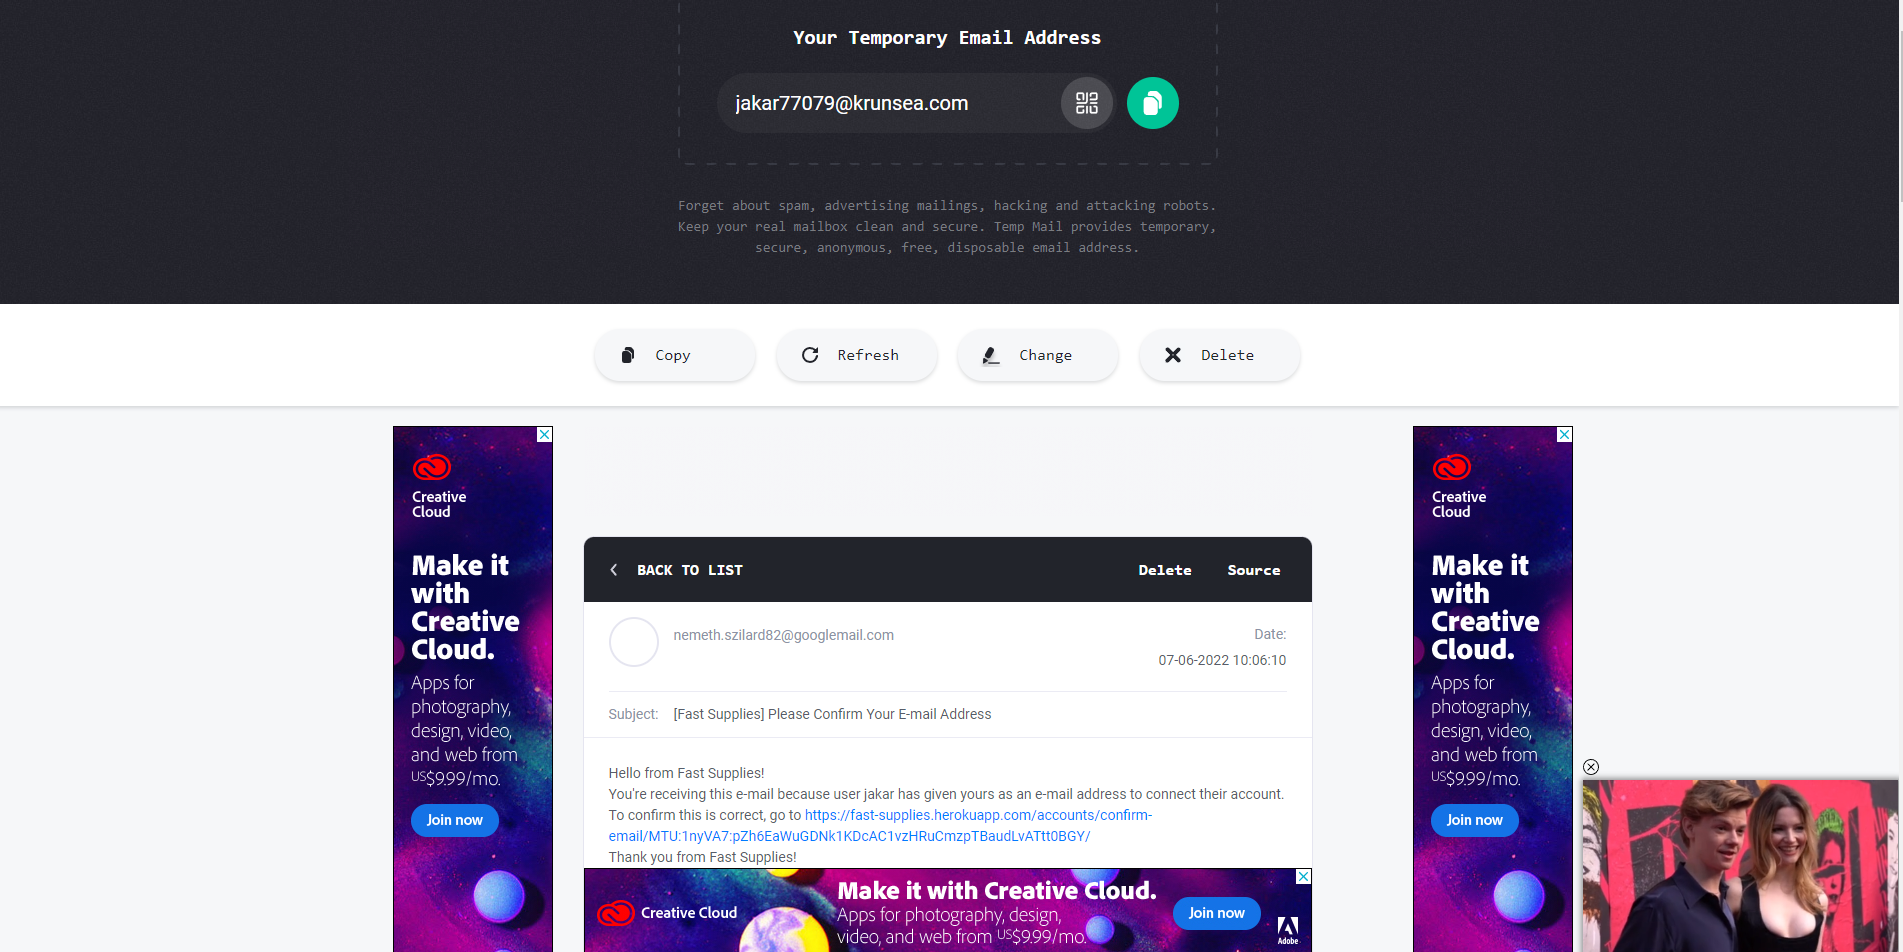 Your Temporary Email Address
jakar77079@krunsea.com
Forget about spam, advertising mailings, hacking and attacking robots.
Keep your real mailbox clean and secure. Temp Mail provides temporary,
secure, anonymous, free, disposable email address.
Copy
Refresh
Change
Delete
Creative
Cloud
Make it
with
Creative
Cloud.
Apps for
photography,
design, video,
and web from
US$9.99/mo.
Join now
BACK TO LIST
Delete
Source
nemeth.szilard82@googlemail.com
Date:
07-06-2022 10:06:10
Subject: [Fast Supplies] Please Confirm Your E-mail Address
Hello from Fast Supplies!
You're receiving this e-mail because user jakar has given yours as an e-mail address to connect their account.
To confirm this is correct, go to https://fast-supplies.herokuapp.com/accounts/confirm-
email/MTU:1nyVA7:pZh6EaWuGDNk1KDcAC1vzHRuCmzpTBaudLvATtt0BGY/
Thank you from Fast Supplies!
Creative Cloud
Make it with Creative Cloud.
Apps for photography, design,
video, and web from US$9.99/mo.
Join now
Adobe
Creative
Cloud
Make it
with
Creative
Cloud.
Apps for
photography,
design, video,
and web from
US$9.99/mo.
Join now